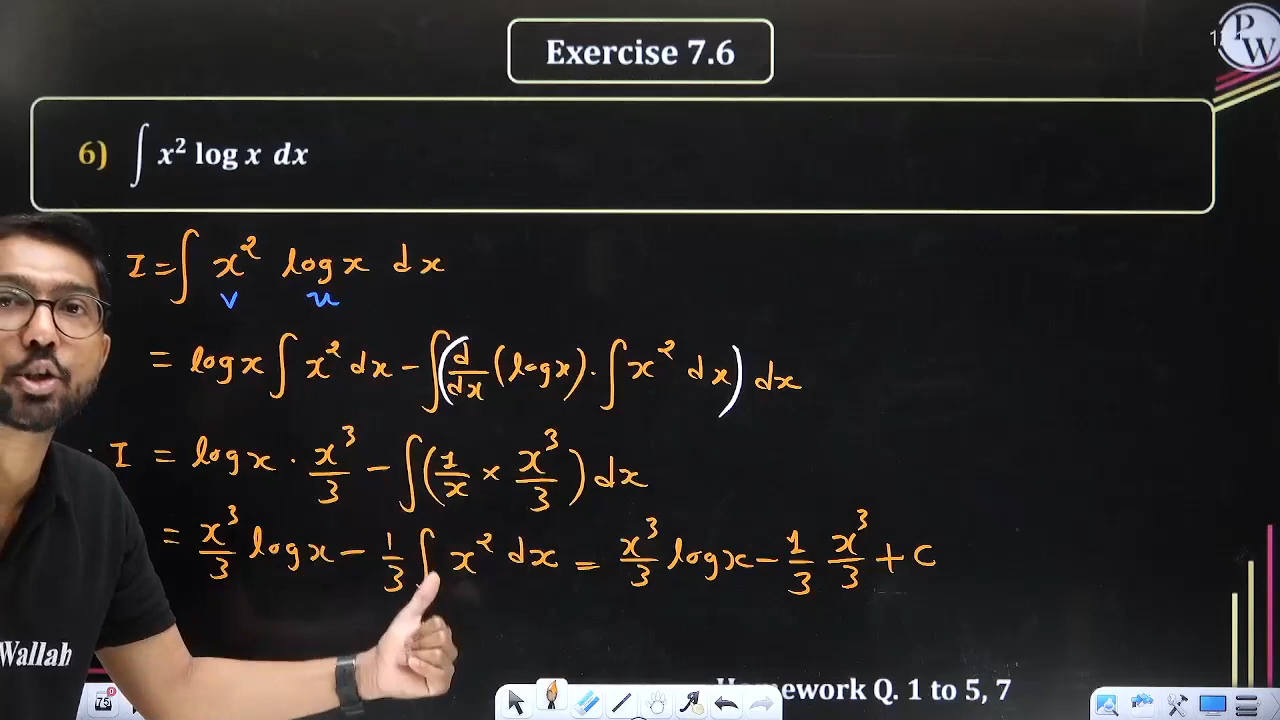 Exercise 7.6
PW
6) ∫ x² log x dx
I = ∫ x² log x dx
v u
= log x ∫ x² dx − ∫ (d/dx (log x) · ∫ x² dx) dx
I = log x · x³/3 − ∫ (1/x × x³/3) dx
= x³/3 log x − 1/3 ∫ x² dx = x³/3 log x − 1/3 x³/3 + c
Wallah
Q. 1 to 5, 7